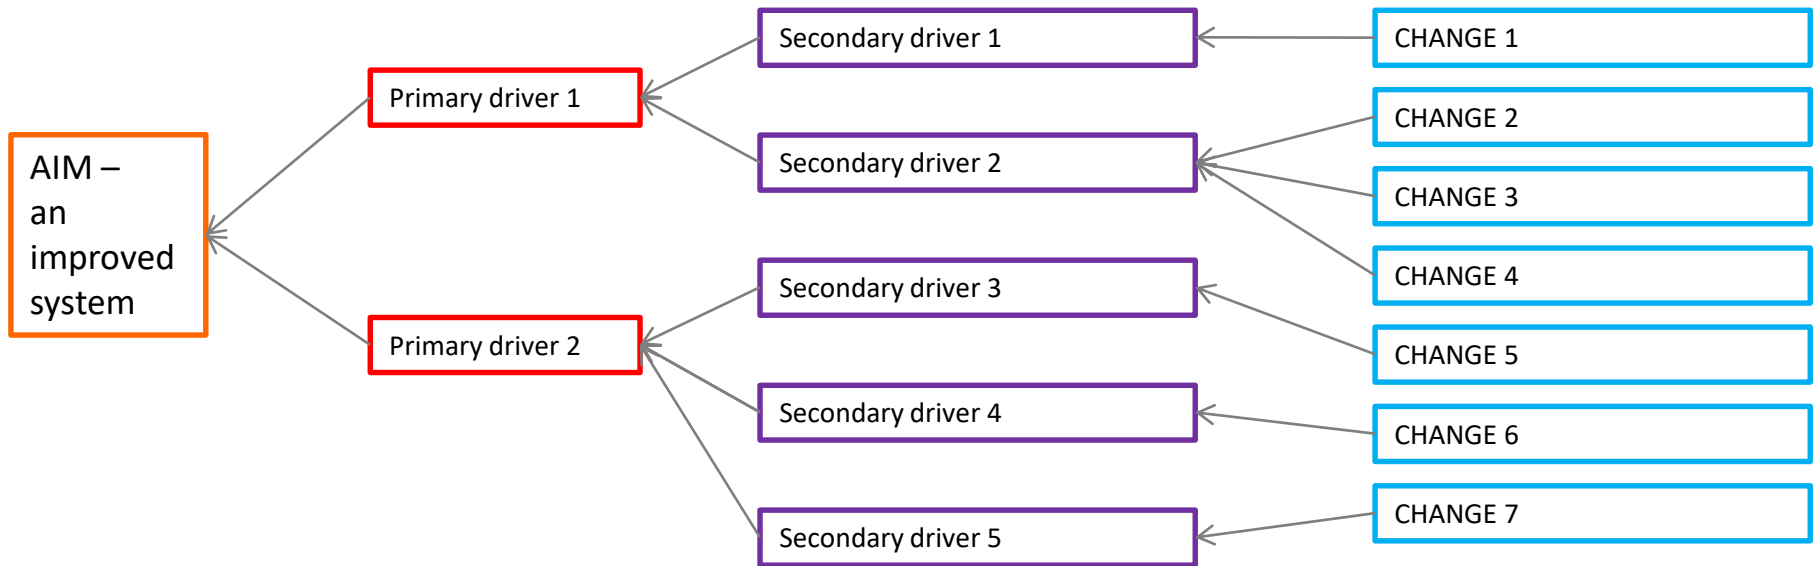 AIM –
an
improved
system
Primary driver 1
Primary driver 2
Secondary driver 1
Secondary driver 2
Secondary driver 3
Secondary driver 4
Secondary driver 5
CHANGE 1
CHANGE 2
CHANGE 3
CHANGE 4
CHANGE 5
CHANGE 6
CHANGE 7